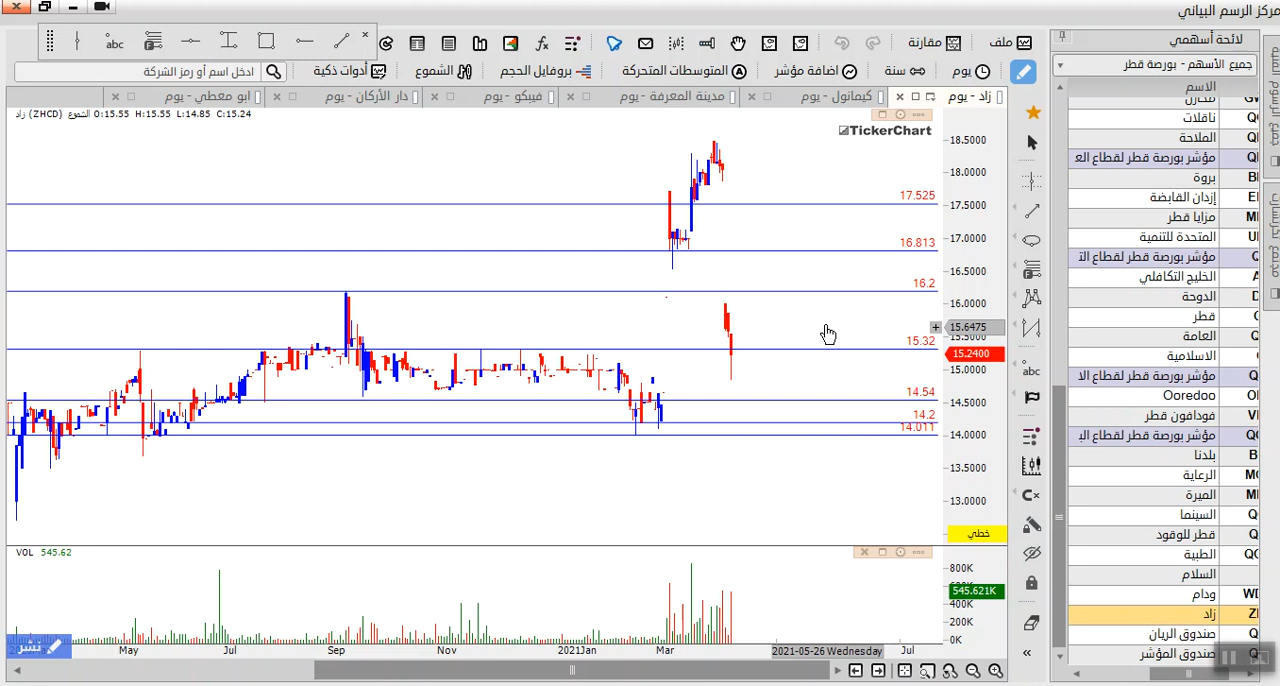 مركز الرسم البياني
لائحة أسهمي
ملف
مقارنة
abc
جميع الأسهم - بورصة قطر
يوم
سنة
اضافة مؤشر
المتوسطات المتحركة
بروفايل الحجم
الشموع
أدوات ذكية
ادخل اسم أو رمز الشركة
الاسم
زاد - يوم
كيمانول - يوم
مدينة المعرفة - يوم
فيبكو - يوم
دار الأركان - يوم
ابو معطي - يوم
زاد (ZHCD) الشموع O:15.55 H:15.55 L:14.85 C:15.24
TickerChart
18.5000
18.0000
17.525
17.5000
17.0000
16.813
16.5000
16.2
16.0000
15.6475
15.5000
15.32
15.2400
15.0000
14.54
14.5000
14.2
14.011
14.0000
13.5000
13.0000
خطي
VOL 545.62
800K
545.621K
400K
200K
0K
نشر
May
Jul
Sep
Nov
2021Jan
Mar
2021-05-26 Wednesday
Jul
abc
مخازن
ناقلات
الملاحة
مؤشر بورصة قطر لقطاع الع
بروة
إزدان القابضة
مزايا قطر
المتحدة للتنمية
مؤشر بورصة قطر لقطاع الت
الخليج التكافلي
الدوحة
قطر
العامة
الاسلامية
مؤشر بورصة قطر لقطاع الا
Ooredoo
فودافون قطر
مؤشر بورصة قطر لقطاع الب
بلدنا
الرعاية
الميرة
السينما
قطر للوقود
الطبية
السلام
ودام
زاد
صندوق الريان
صندوق المؤشر